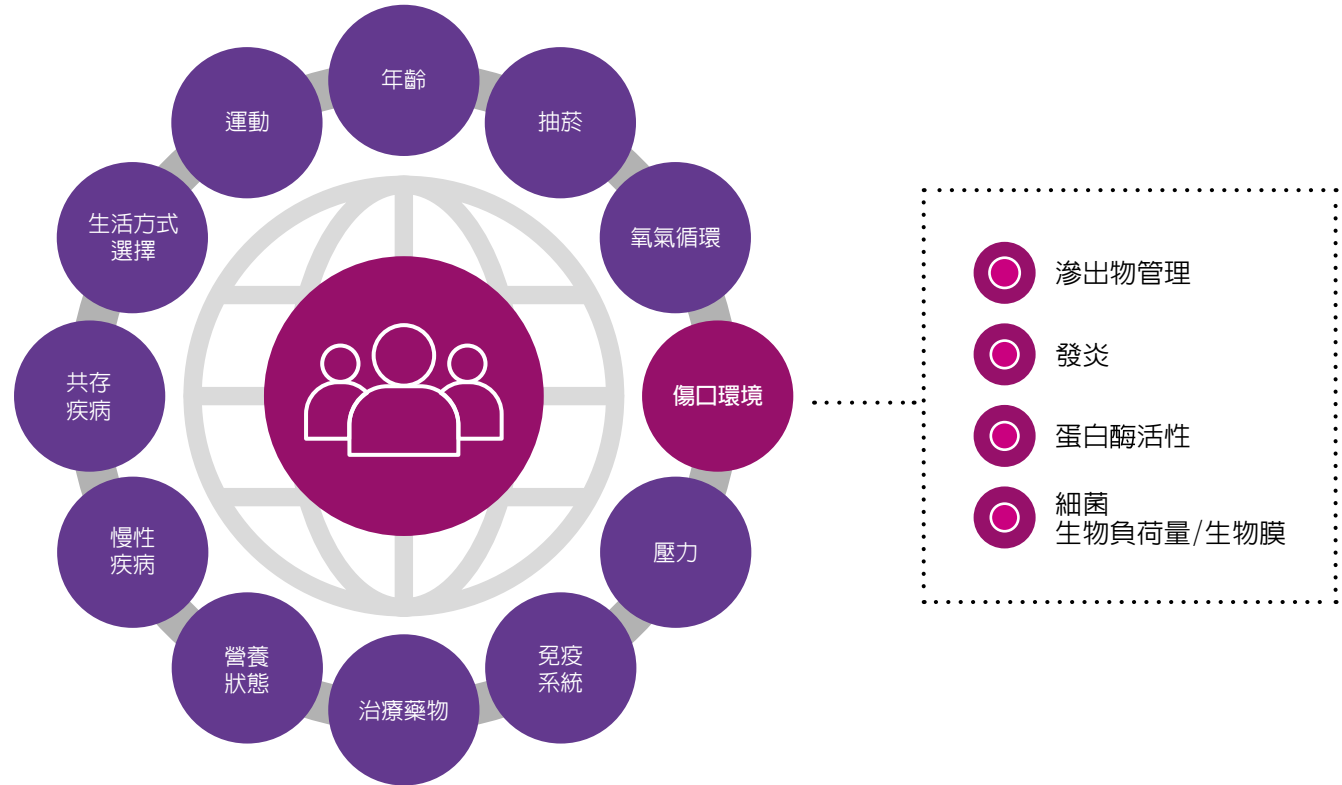 年齡
抽菸
氧氣循環
傷口環境
壓力
免疫
系統
治療藥物
營養
狀態
慢性
疾病
共存
疾病
生活方式
選擇
運動
滲出物管理
發炎
蛋白酶活性
細菌
生物負荷量/生物膜